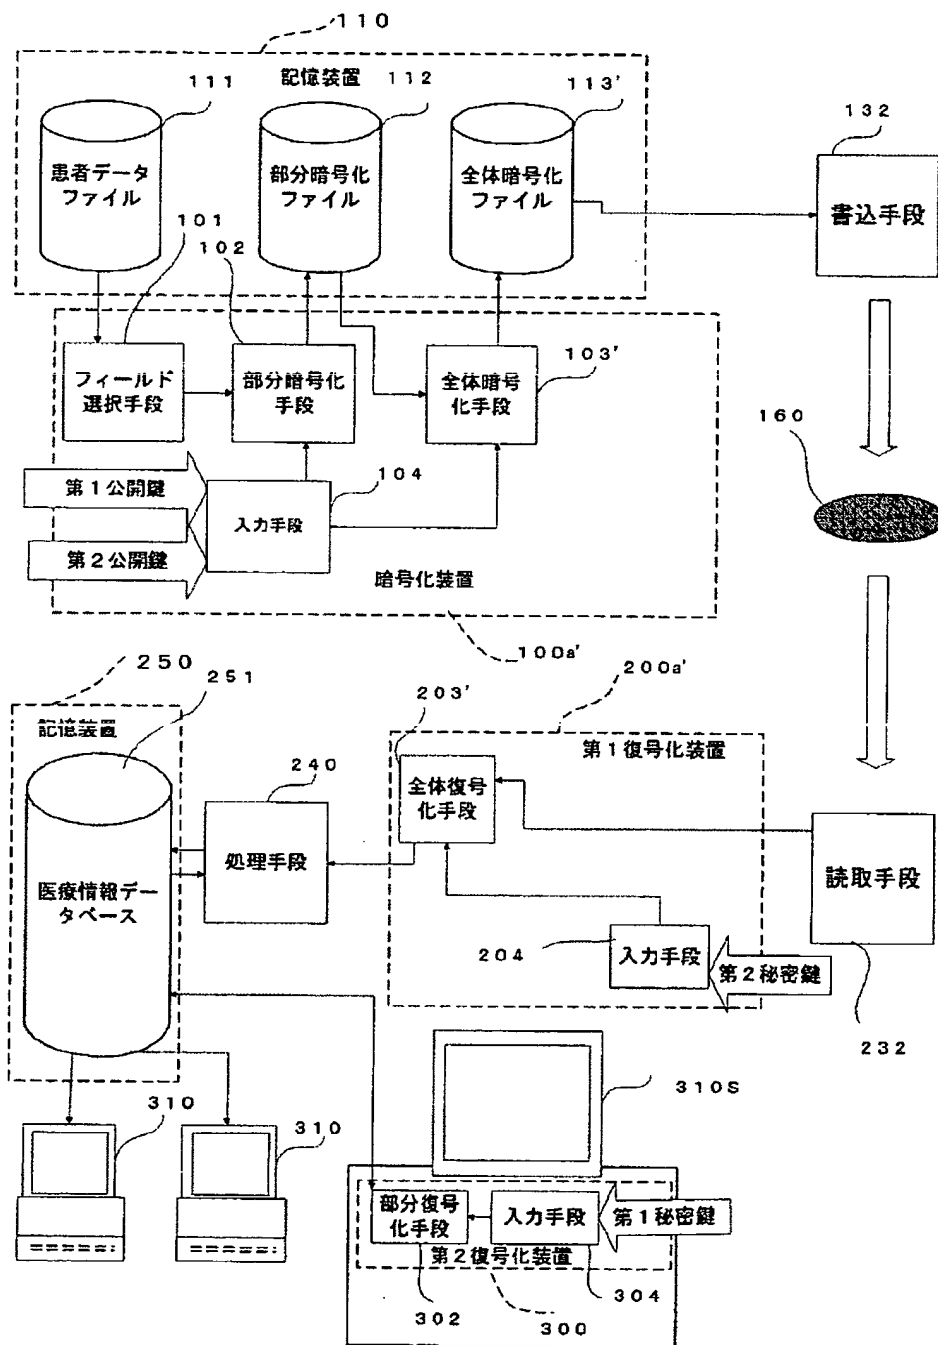 110
記憶装置
111
112
113'
132
患者データ
ファイル
部分暗号化
ファイル
全体暗号化
ファイル
書込手段
101
102
フィールド
選択手段
部分暗号化
手段
全体暗号
化手段
103'
160
第1公開鍵
104
入力手段
第2公開鍵
暗号化装置
100a'
250
251
200a'
203'
記憶装置
第1復号化装置
240
全体復号
化手段
処理手段
読取手段
医療情報デー
タベース
204
入力手段
第2秘密鍵
232
310S
310
310
部分復号
化手段
入力手段
第1秘密鍵
第2復号化装置
302
304
300